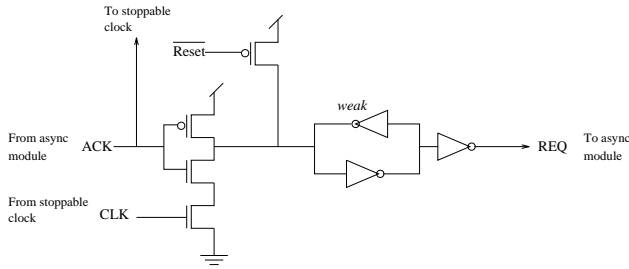 To stoppable
clock
Reset
weak
From async
module
ACK
REQ
To async
module
From stoppable
clock
CLK